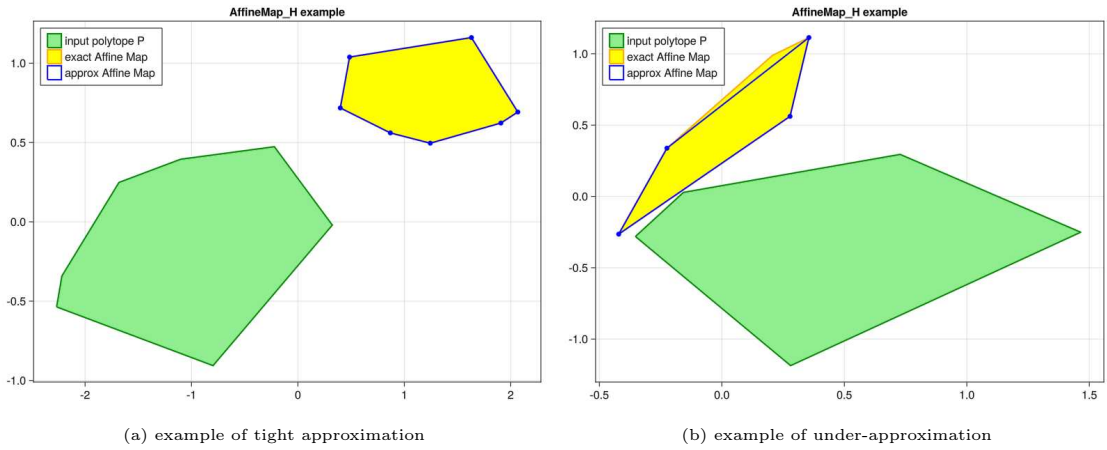 AffineMap_H example
input polytope P
exact Affine Map
approx Affine Map
1.0
0.5
0.0
-0.5
-1.0
-2
-1
0
1
2
(a) example of tight approximation
AffineMap_H example
input polytope P
exact Affine Map
approx Affine Map
1.0
0.5
0.0
-0.5
-1.0
-0.5
0.0
0.5
1.0
1.5
(b) example of under-approximation